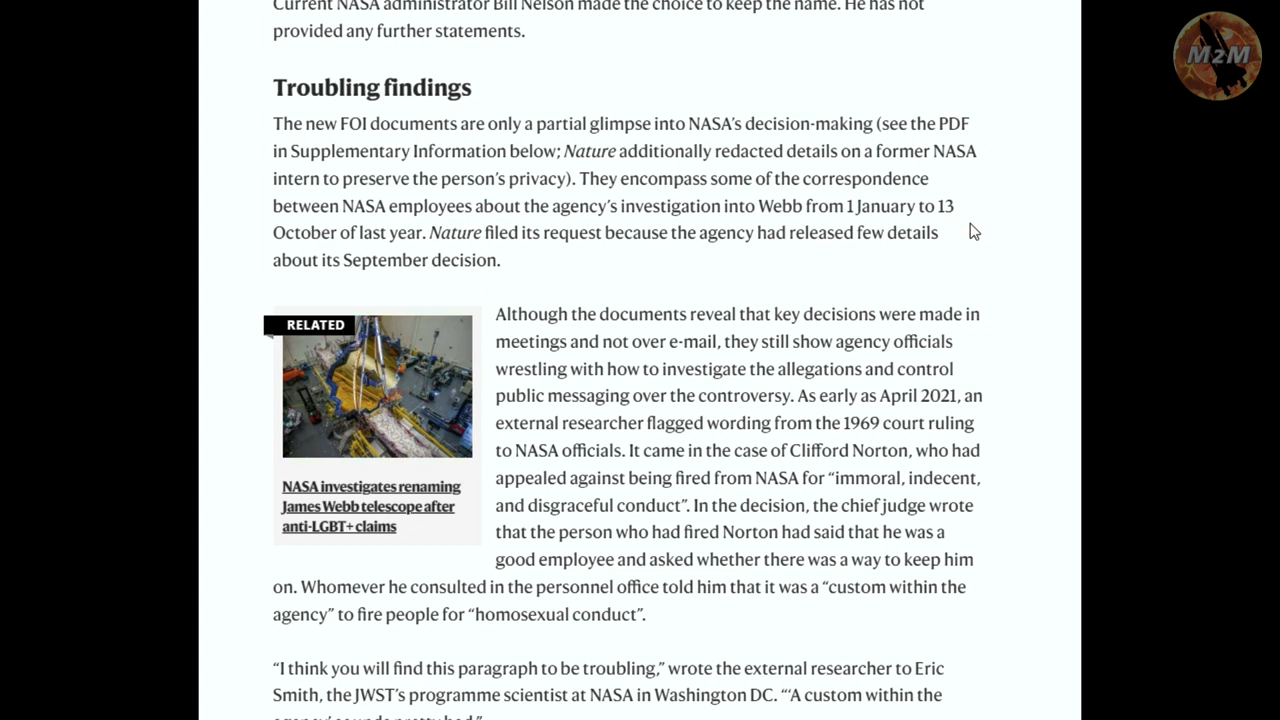 Current NASA administrator Bill Nelson made the choice to keep the name. He has not
provided any further statements.
M2M
Troubling findings
The new FOI documents are only a partial glimpse into NASA’s decision-making (see the PDF
in Supplementary Information below; Nature additionally redacted details on a former NASA
intern to preserve the person’s privacy). They encompass some of the correspondence
between NASA employees about the agency’s investigation into Webb from 1 January to 13
October of last year. Nature filed its request because the agency had released few details
about its September decision.
RELATED
NASA investigates renaming
James Webb telescope after
anti-LGBT+ claims
Although the documents reveal that key decisions were made in
meetings and not over e-mail, they still show agency officials
wrestling with how to investigate the allegations and control
public messaging over the controversy. As early as April 2021, an
external researcher flagged wording from the 1969 court ruling
to NASA officials. It came in the case of Clifford Norton, who had
appealed against being fired from NASA for “immoral, indecent,
and disgraceful conduct”. In the decision, the chief judge wrote
that the person who had fired Norton had said that he was a
good employee and asked whether there was a way to keep him
on. Whomever he consulted in the personnel office told him that it was a “custom within the
agency” to fire people for “homosexual conduct”.
“I think you will find this paragraph to be troubling,” wrote the external researcher to Eric
Smith, the JWST’s programme scientist at NASA in Washington DC. “‘A custom within the
agency’ sounds pretty bad.”